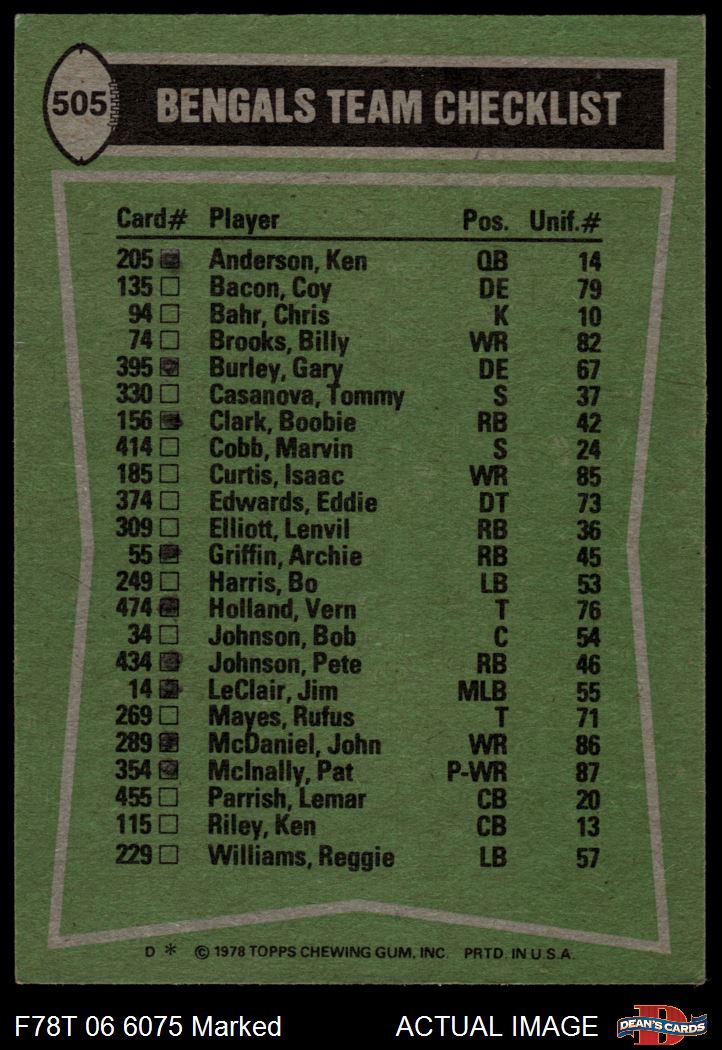 505 BENGALS TEAM CHECKLIST
Card# Player Pos. Unif.#
205 Anderson, Ken QB 14
135 Bacon, Coy DE 79
94 Bahr, Chris K 10
74 Brooks, Billy WR 82
395 Burley, Gary DE 67
330 Casanova, Tommy S 37
156 Clark, Boobie RB 42
414 Cobb, Marvin S 24
185 Curtis, Isaac WR 85
374 Edwards, Eddie DT 73
309 Elliott, Lenvil RB 36
55 Griffin, Archie RB 45
249 Harris, Bo LB 53
474 Holland, Vern T 76
34 Johnson, Bob C 54
434 Johnson, Pete RB 46
14 LeClair, Jim MLB 55
269 Mayes, Rufus T 71
289 McDaniel, John WR 86
354 McInally, Pat P-WR 87
455 Parrish, Lemar CB 20
115 Riley, Ken CB 13
229 Williams, Reggie LB 57
D * © 1978 TOPPS CHEWING GUM, INC. PRTD. IN U.S.A.
F78T 06 6075 Marked ACTUAL IMAGE DEAN'S CARDS